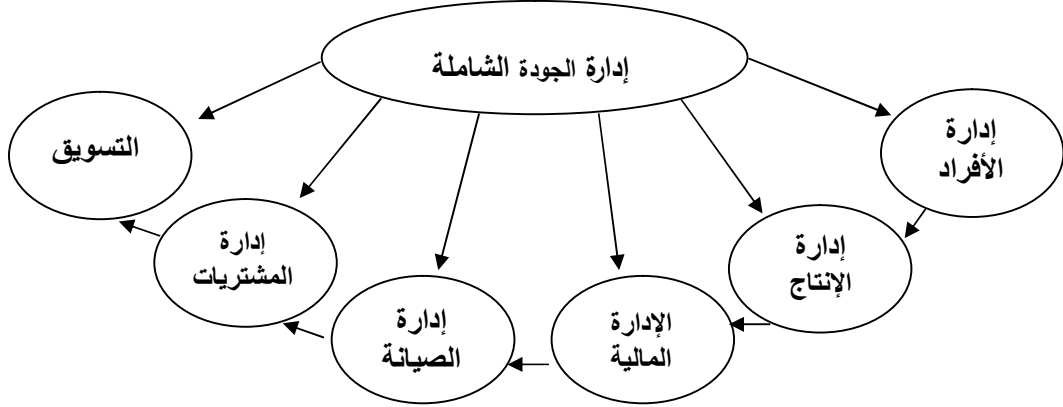 إدارة الجودة الشاملة
إدارة
الأفراد
إدارة
الإنتاج
الإدارة
المالية
إدارة
الصيانة
إدارة
المشتريات
التسويق